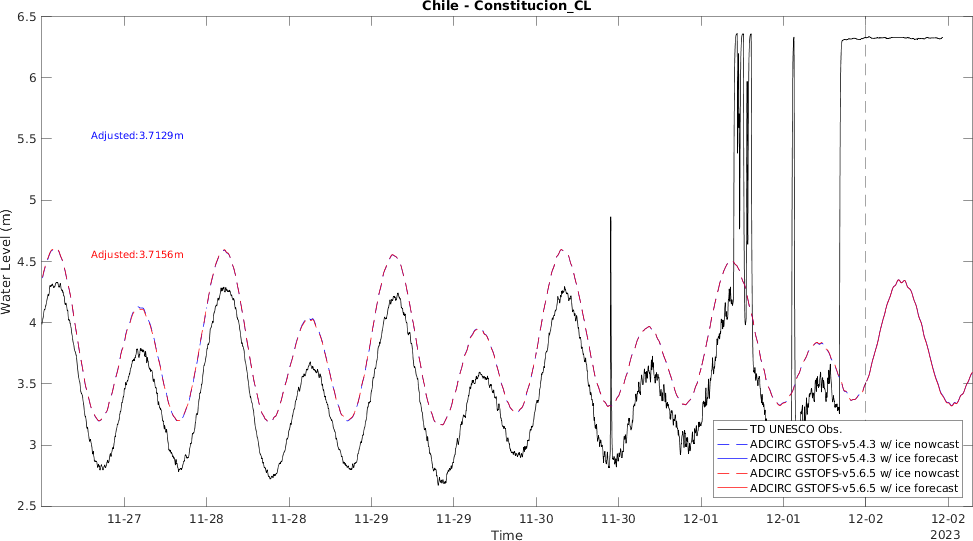 Chile - Constitucion_CL
6.5
6
5.5
5
4.5
4
3.5
3
2.5
Water Level (m)
Adjusted:3.7129m
Adjusted:3.7156m
TD UNESCO Obs.
ADCIRC GSTOFS-v5.4.3 w/ ice nowcast
ADCIRC GSTOFS-v5.4.3 w/ ice forecast
ADCIRC GSTOFS-v5.6.5 w/ ice nowcast
ADCIRC GSTOFS-v5.6.5 w/ ice forecast
11-27 11-28 11-28 11-29 11-29 11-30 11-30 12-01 12-01 12-02 12-02
2023
Time